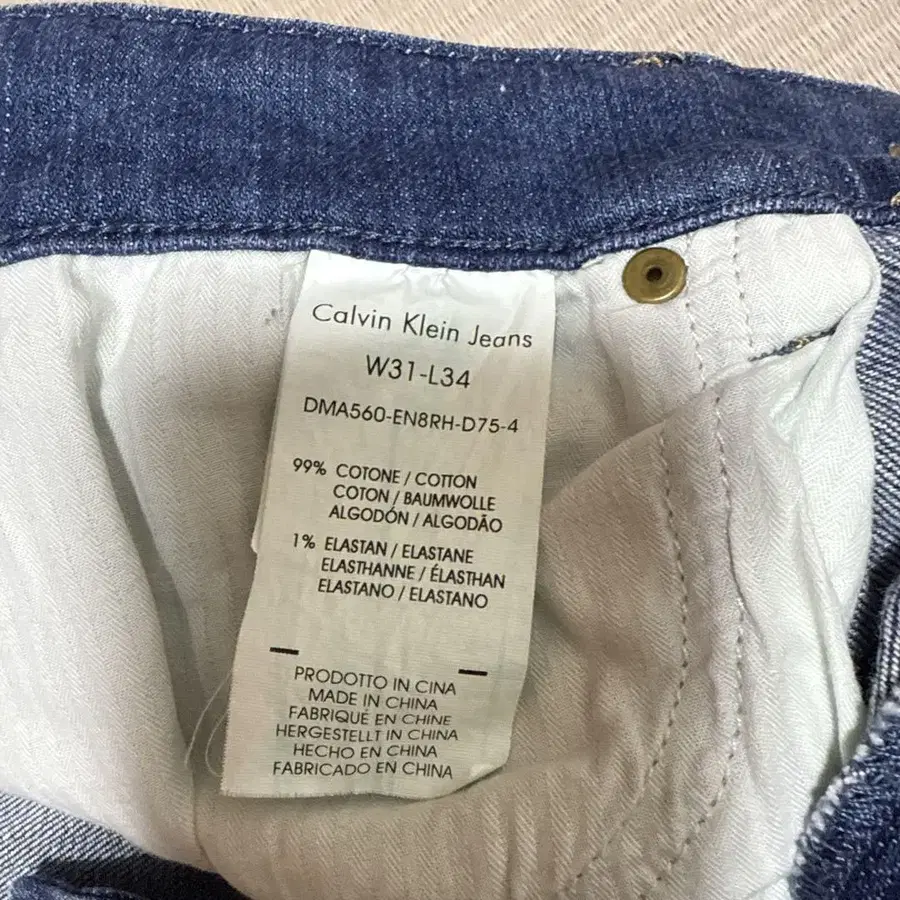 Calvin Klein Jeans
W31-L34
DMA560-EN8RH-D75-4
99% COTONE / COTTON
COTON / BAUMWOLLE
ALGODÓN / ALGODÃO
1% ELASTAN / ELASTANE
ELASTHANNE / ÉLASTHAN
ELASTANO / ELASTANO
PRODOTTO IN CINA
MADE IN CHINA
FABRIQUÉ EN CHINE
HERGESTELLT IN CHINA
HECHO EN CHINA
FABRICADO EN CHINA